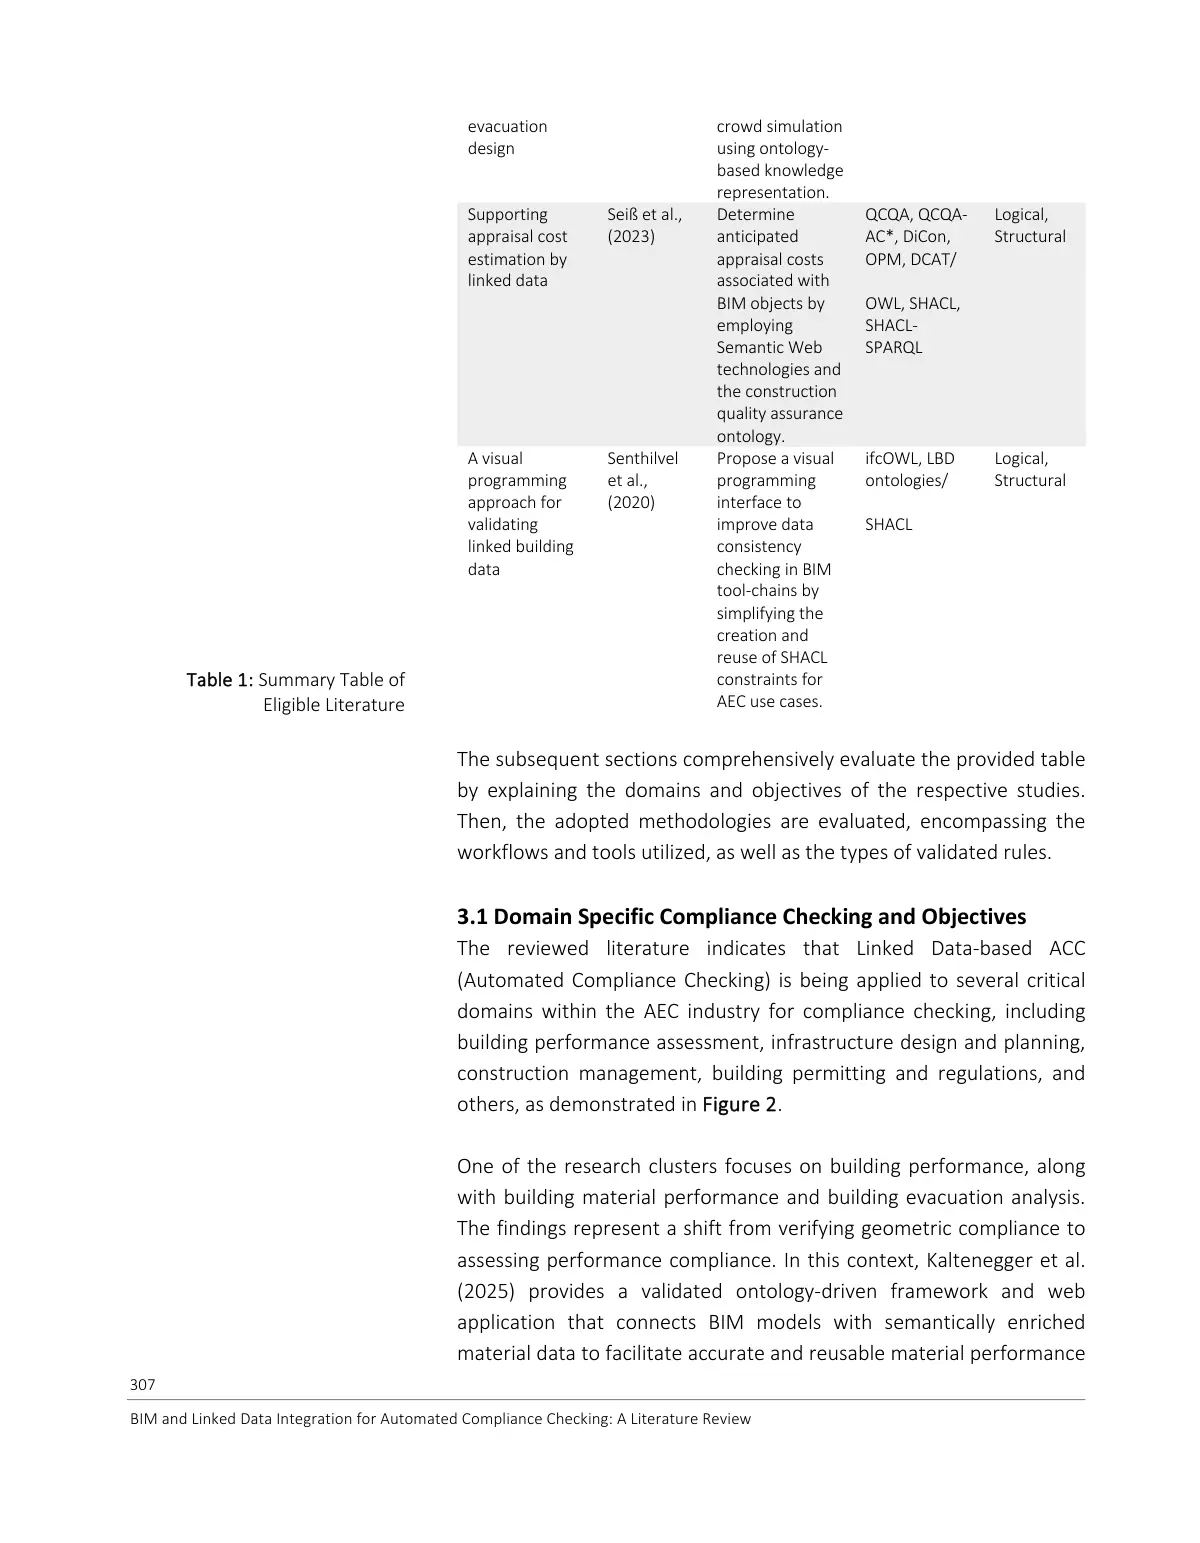 evacuation
design
crowd simulation
using ontology-
based knowledge
representation.
Supporting
appraisal cost
estimation by
linked data
Seiß et al.,
(2023)
Determine
anticipated
appraisal costs
associated with
BIM objects by
employing
Semantic Web
technologies and
the construction
quality assurance
ontology.
QCQA, QCQA-
AC*, DiCon,
OPM, DCAT/
OWL, SHACL,
SHACL-
SPARQL
Logical,
Structural
A visual
programming
approach for
validating
linked building
data
Senthilvel
et al.,
(2020)
Propose a visual
programming
interface to
improve data
consistency
checking in BIM
tool-chains by
simplifying the
creation and
reuse of SHACL
constraints for
AEC use cases.
ifcOWL, LBD
ontologies/
SHACL
Logical,
Structural
Table 1: Summary Table of
Eligible Literature
The subsequent sections comprehensively evaluate the provided table
by explaining the domains and objectives of the respective studies.
Then, the adopted methodologies are evaluated, encompassing the
workflows and tools utilized, as well as the types of validated rules.
3.1 Domain Specific Compliance Checking and Objectives
The reviewed literature indicates that Linked Data-based ACC
(Automated Compliance Checking) is being applied to several critical
domains within the AEC industry for compliance checking, including
building performance assessment, infrastructure design and planning,
construction management, building permitting and regulations, and
others, as demonstrated in Figure 2.
One of the research clusters focuses on building performance, along
with building material performance and building evacuation analysis.
The findings represent a shift from verifying geometric compliance to
assessing performance compliance. In this context, Kaltenegger et al.
(2025) provides a validated ontology-driven framework and web
application that connects BIM models with semantically enriched
material data to facilitate accurate and reusable material performance
307
BIM and Linked Data Integration for Automated Compliance Checking: A Literature Review